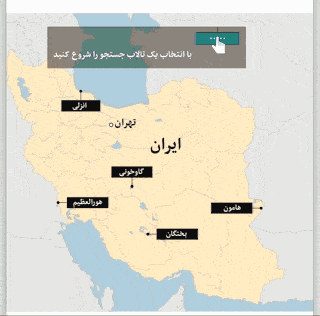 با انتخاب یک تالاب جستجو را شروع کنید
انزلی
تهران
ایران
گاوخونی
هورالعظیم
هامون
بختگان